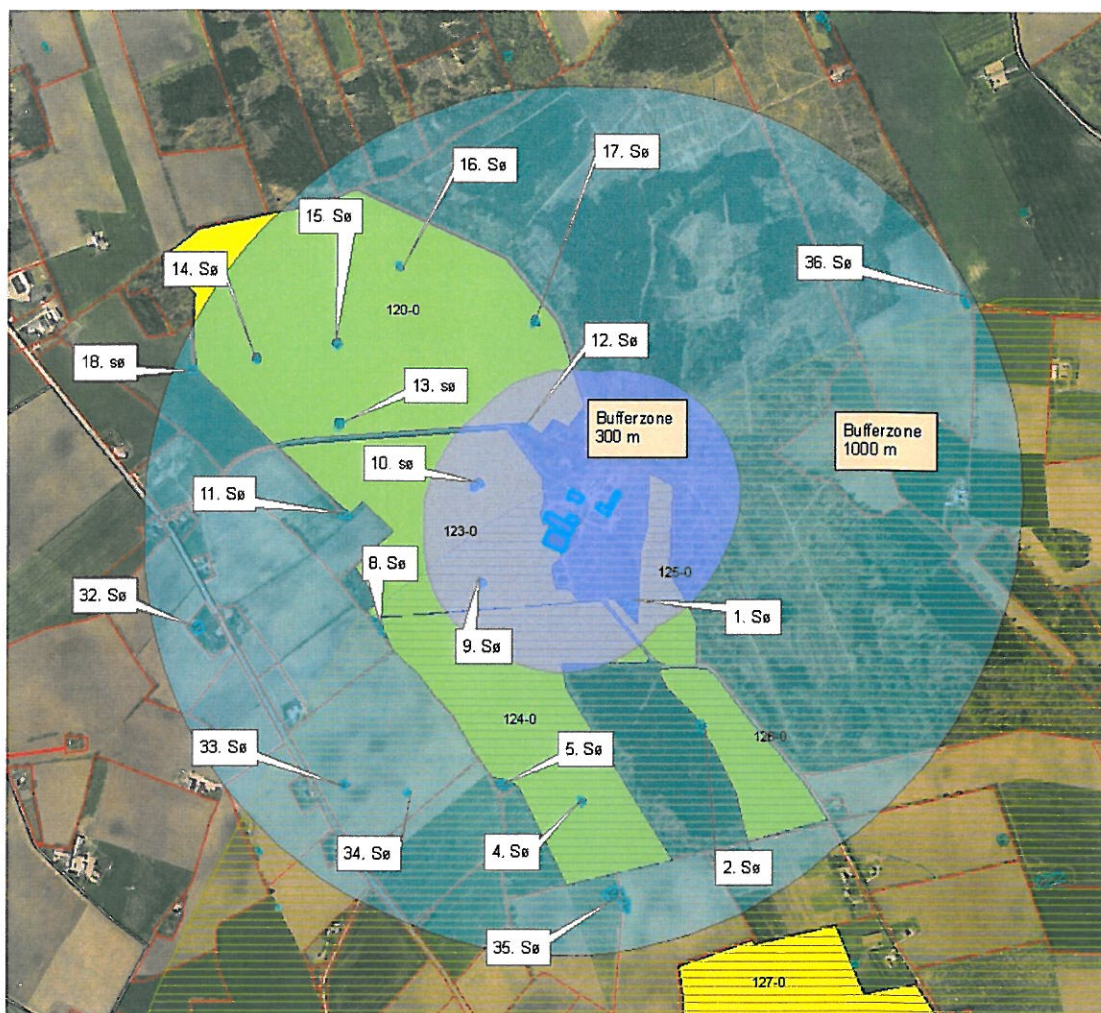 16. Sø
17. Sø
15. Sø
14. Sø
36. Sø
120-0
12. Sø
18. sø
13. sø
Bufferzone
300 m
Bufferzone
1000 m
10. sø
11. Sø
123-0
8. Sø
125-0
32. Sø
1. Sø
9. Sø
124-0
126-0
33. Sø
5. Sø
34. Sø
4. Sø
2. Sø
35. Sø
127-0